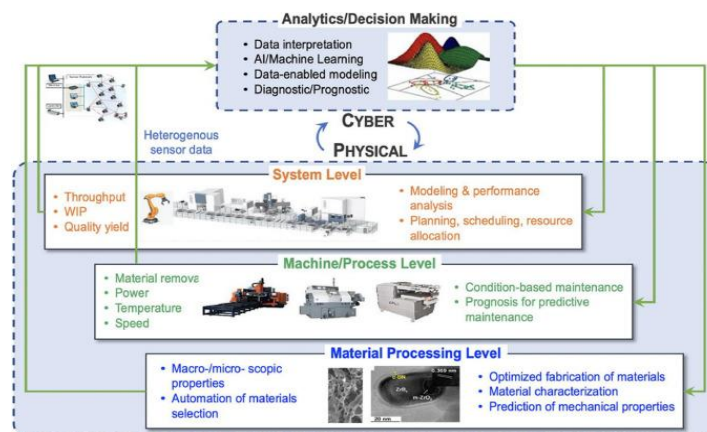 Analytics/Decision Making
• Data interpretation
• AI/Machine Learning
• Data-enabled modeling
• Diagnostic/Prognostic
CYBER
PHYSICAL
Heterogenous
sensor data
System Level
• Throughput
• WIP
• Quality yield
• Modeling & performance
analysis
• Planning, scheduling, resource
allocation
Machine/Process Level
• Material remova
• Power
• Temperature
• Speed
• Condition-based maintenance
• Prognosis for predictive
maintenance
Material Processing Level
• Macro-/micro- scopic
properties
• Automation of materials
selection
20 nm
• Optimized fabrication of materials
• Material characterization
• Prediction of mechanical properties